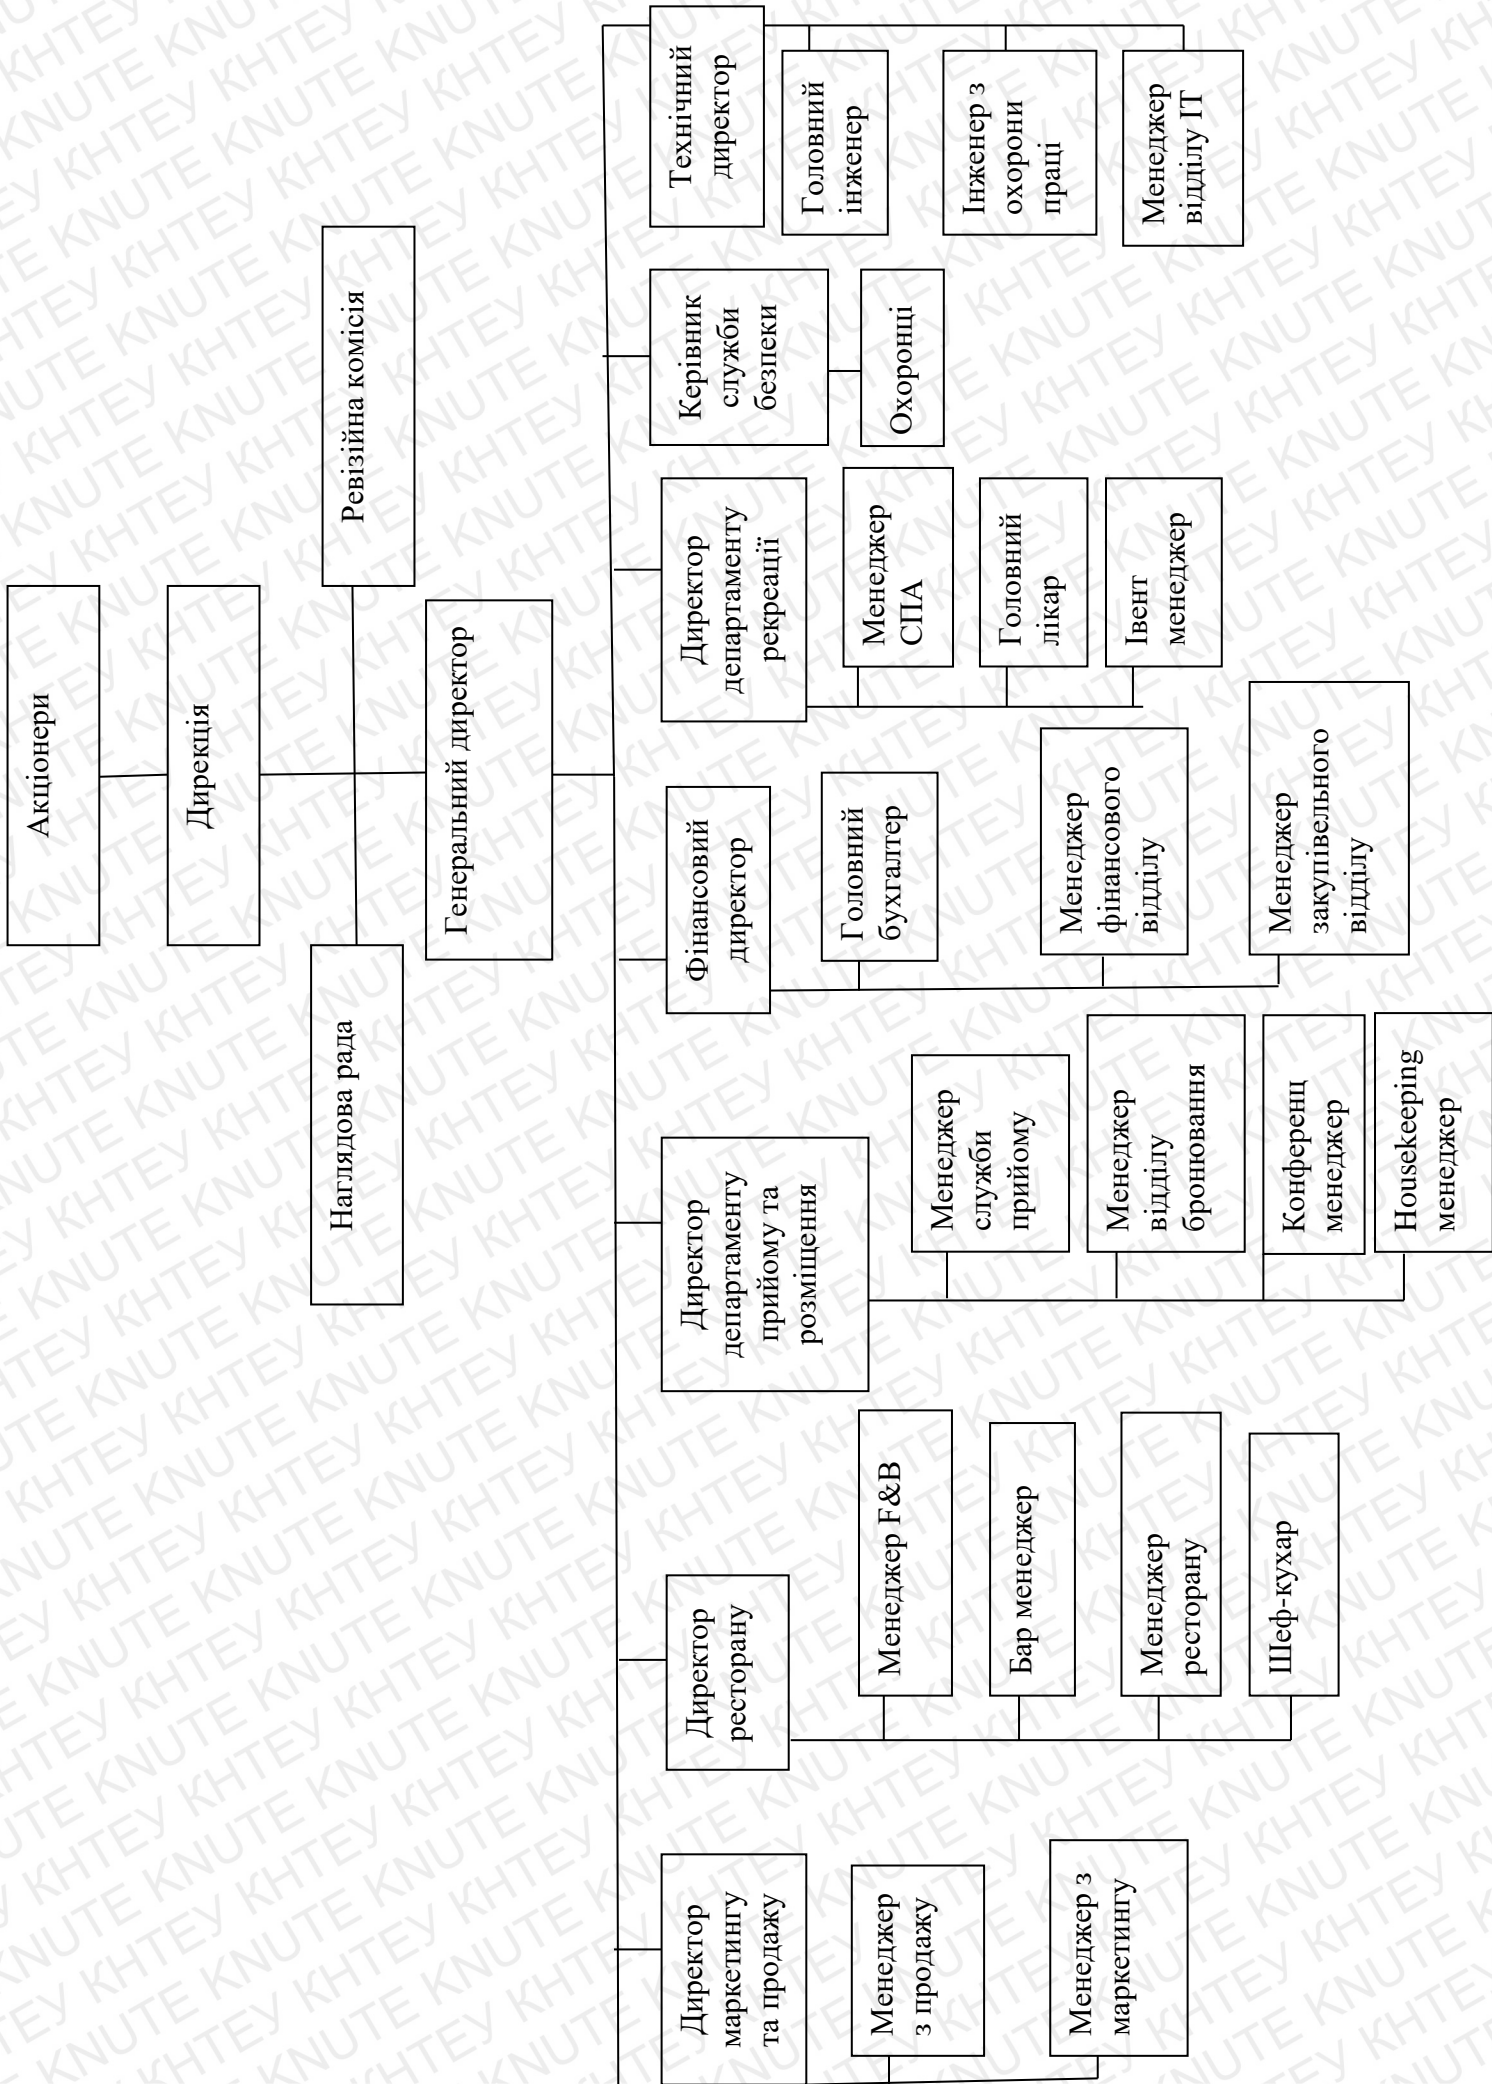 Акціонери
Дирекція
Наглядова рада
Ревізійна комісія
Генеральний директор
Директор
маркетингу
та продажу
Менеджер
з продажу
Менеджер з
маркетингу
Директор
ресторану
Менеджер F&B
Бар менеджер
Менеджер
ресторану
Шеф-кухар
Директор
департаменту
прийому та
розміщення
Менеджер
служби
прийому
Менеджер
відділу
бронювання
Конференц
менеджер
Housekeeping
менеджер
Фінансовий
директор
Головний
бухгалтер
Менеджер
фінансового
відділу
Менеджер
закупівельного
відділу
Директор
департаменту
рекреації
Менеджер
СПА
Головний
лікар
Івент
менеджер
Керівник
служби
безпеки
Охоронці
Технічний
директор
Головний
інженер
Інженер з
охорони
праці
Менеджер
відділу ІТ